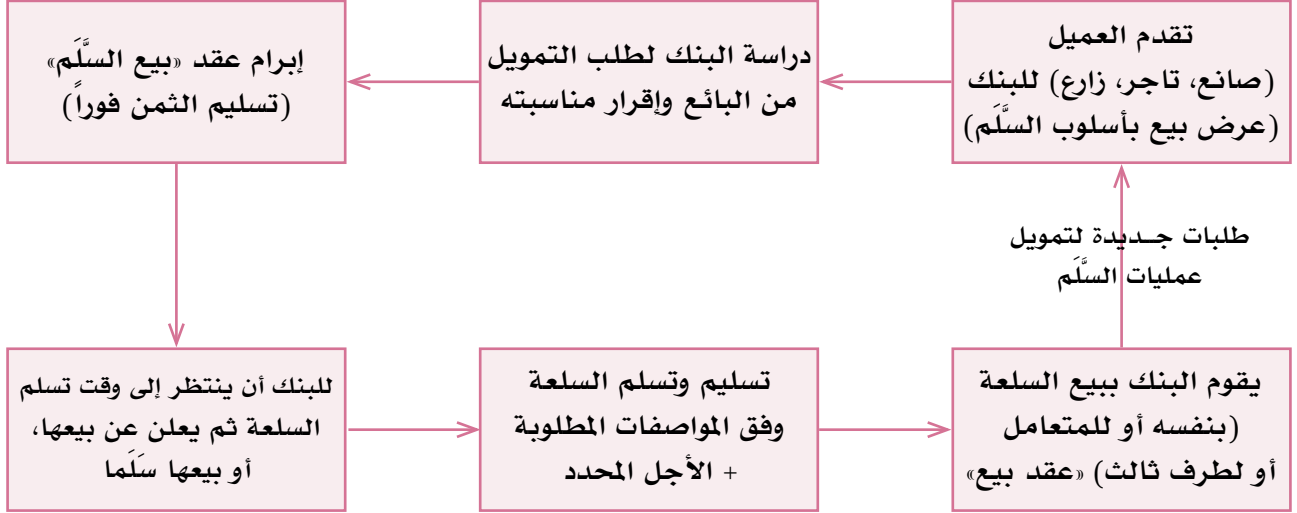 تقدم العميل
(صانع، تاجر، زارع) للبنك
(عرض بيع بأسلوب السَّلَم)
دراسة البنك لطلب التمويل
من البائع وإقرار مناسبته
إبرام عقد «بيع السَّلَم»
(تسليم الثمن فوراً)
للبنك أن ينتظر إلى وقت تسلم
السلعة ثم يعلن عن بيعها،
أو بيعها سَلَما
تسليم وتسلم السلعة
وفق المواصفات المطلوبة
+ الأجل المحدد
يقوم البنك ببيع السلعة
(بنفسه أو للمتعامل
أو لطرف ثالث) «عقد بيع»
طلبات جــديدة لتمويل
عمليات السَّلَم